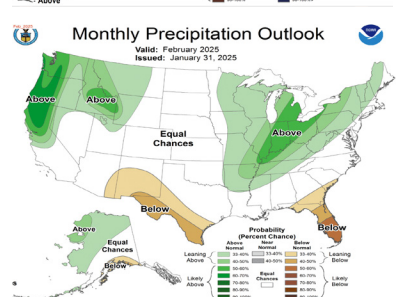 Above
Monthly Precipitation Outlook
Valid: February 2025
Issued: January 31, 2025
Above
Above
Equal
Chances
Above
Below
Below
Above
Equal
Chances
Below
Probability
(Percent Chance)
Above
Normal
Near
Normal
Below
Normal
Leaning
Above
33-40%
40-50%
50-60%
60-70%
70-80%
80-90%
Likely
Above
33-40%
40-50%
Equal
Chances
33-40%
40-50%
50-60%
60-70%
70-80%
80-90%
Leaning
Below
Likely
Below